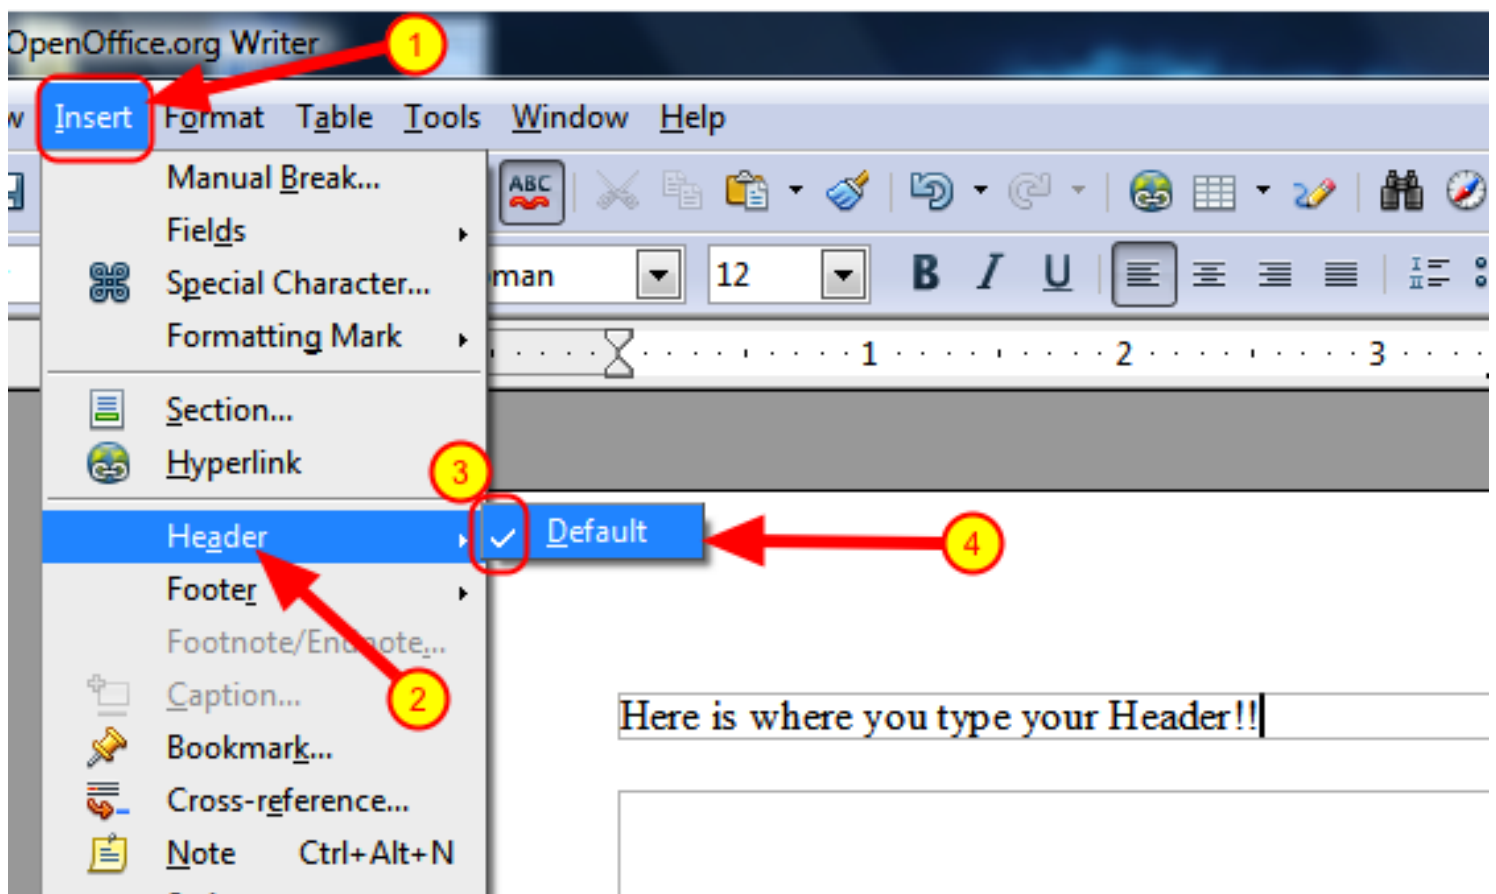 OpenOffice.org Writer
1
w Insert Format Table Tools Window Help
Manual Break...
ABC
Fields
Special Character...
man 12 B I U
Formatting Mark
1 2 3
Section...
Hyperlink
3
Header
Default
4
Footer
Footnote/Endnote...
Caption...
2
Here is where you type your Header!!
Bookmark...
Cross-reference...
Note Ctrl+Alt+N